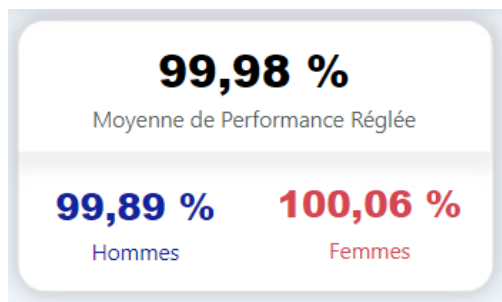 99,98 %
Moyenne de Performance Réglée
99,89 % 100,06 %
Hommes Femmes